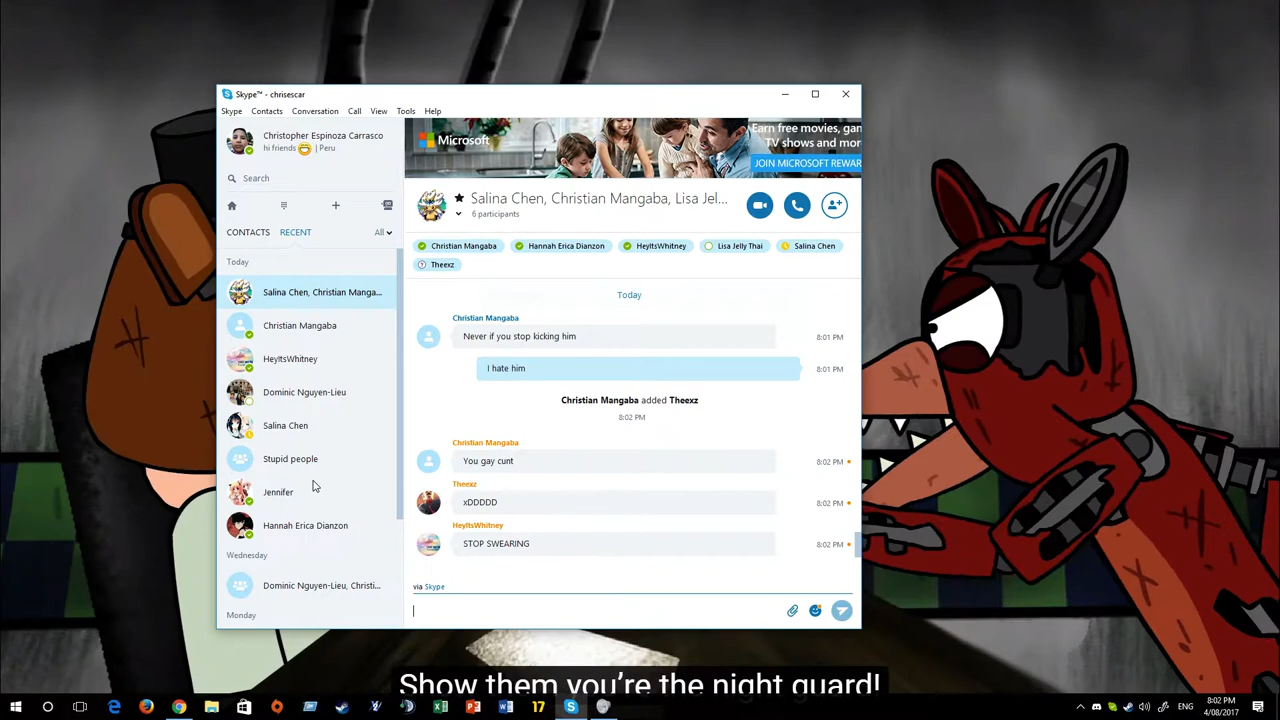 Skype™ - chrisescar
Skype Contacts Conversation Call View Tools Help
Christopher Espinoza Carrasco
hi friends | Peru
Search
CONTACTS RECENT All
Today
Salina Chen, Christian Manga...
Christian Mangaba
HeyItsWhitney
Dominic Nguyen-Lieu
Salina Chen
Stupid people
Jennifer
Hannah Erica Dianzon
Wednesday
Dominic Nguyen-Lieu, Christi...
Monday
Microsoft
Earn free movies, gam
TV shows and mor
JOIN MICROSOFT REWAR
Salina Chen, Christian Mangaba, Lisa Jel...
6 participants
Christian Mangaba Hannah Erica Dianzon HeyItsWhitney Lisa Jelly Thai Salina Chen
Theexz
Today
Christian Mangaba
Never if you stop kicking him 8:01 PM
I hate him 8:01 PM
Christian Mangaba added Theexz
8:02 PM
Christian Mangaba
You gay cunt 8:02 PM
Theexz
xDDDDD 8:02 PM
HeyItsWhitney
STOP SWEARING 8:02 PM
via Skype
Show them you're the night guard!
17
ENG
8:02 PM
4/08/2017